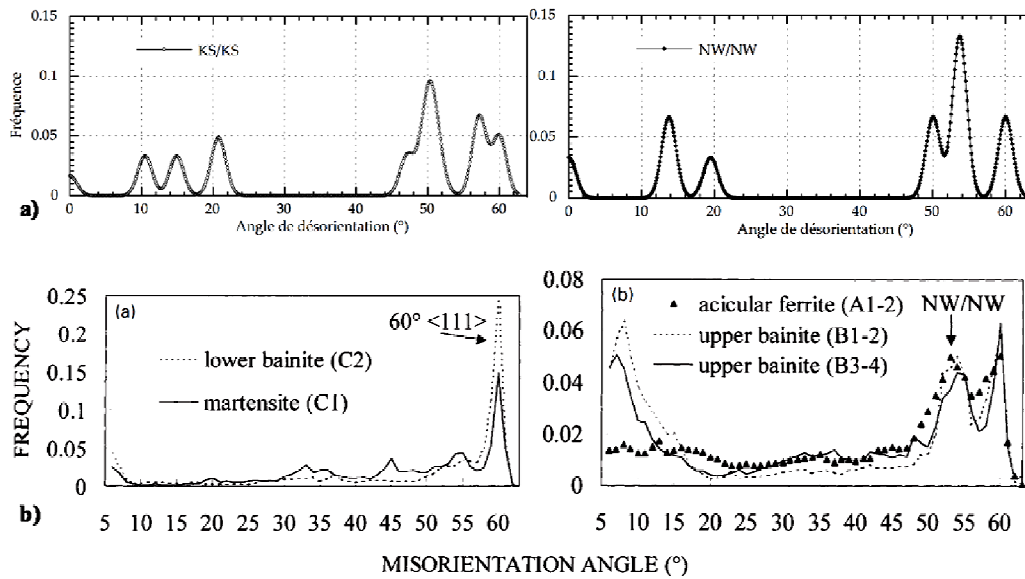 0.15
0.1
0.05
0
Fréquence
KS/KS
0 10 20 30 40 50 60
Angle de désorientation (°)
a)
0.15
0.1
0.05
0
NW/NW
0 10 20 30 40 50 60
Angle de désorientation (°)
(a)
0.25
0.2
0.15
0.1
0.05
0
FREQUENCY
60° <111>
lower bainite (C2)
martensite (C1)
5 10 15 20 25 30 35 40 45 50 55 60
b)
(b)
0.08
0.06
0.04
0.02
0
acicular ferrite (A1-2)
NW/NW
upper bainite (B1-2)
upper bainite (B3-4)
5 10 15 20 25 30 35 40 45 50 55 60
MISORIENTATION ANGLE (°)